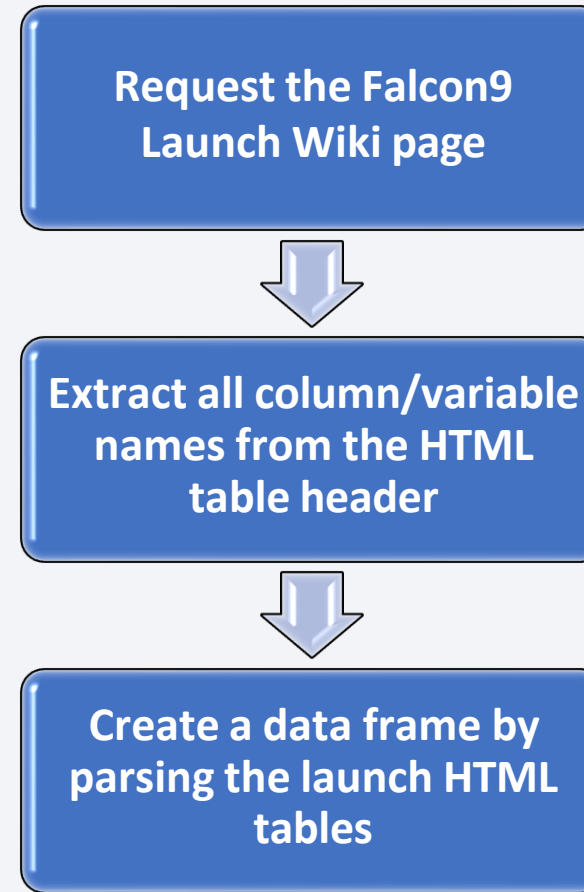 Request the Falcon9
Launch Wiki page
Extract all column/variable
names from the HTML
table header
Create a data frame by
parsing the launch HTML
tables